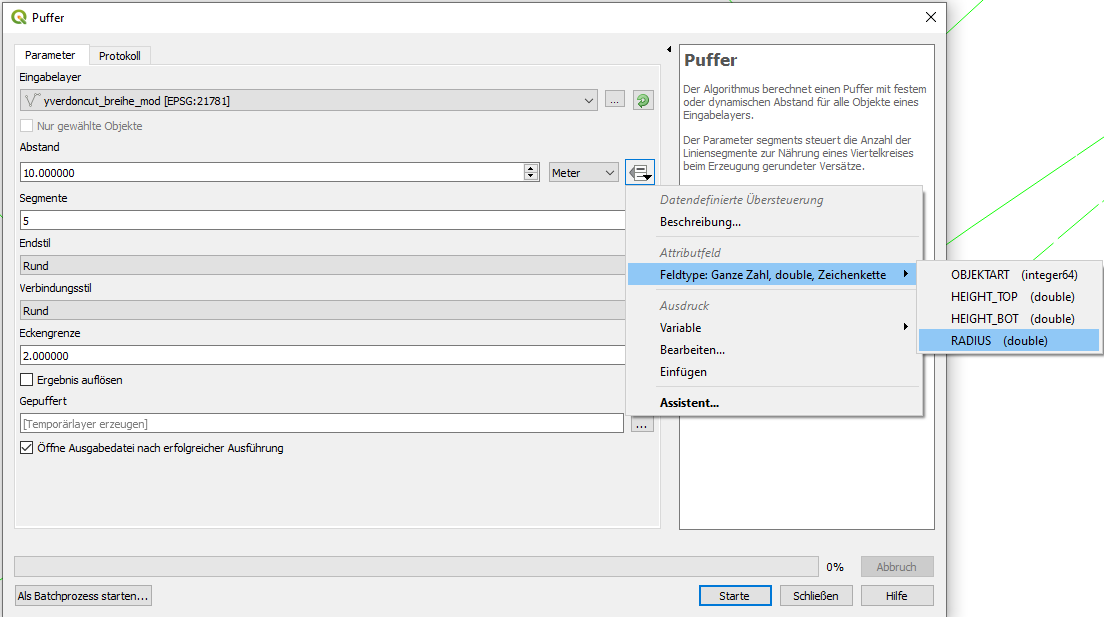 Puffer
Parameter
Protokoll
Eingabelayer
yverdoncut_breihe_mod [EPSG:21781]
...
Nur gewählte Objekte
Abstand
10.000000
Meter
Segmente
5
Endstil
Rund
Verbindungsstil
Rund
Eckengrenze
2.000000
Ergebnis auflösen
Gepuffert
[Temporärlayer erzeugen]
...
Öffne Ausgabedatei nach erfolgreicher Ausführung
Puffer
Der Algorithmus berechnet einen Puffer mit festem
oder dynamischen Abstand für alle Objekte eines
Eingabelayers.
Der Parameter segments steuert die Anzahl der
Liniensegmente zur Nährung eines Viertelkreises
beim Erzeugung gerundeter Versätze.
Datendefinierte Übersteuerung
Beschreibung...
Attributfeld
Feldtype: Ganze Zahl, double, Zeichenkette
Ausdruck
Variable
Bearbeiten...
Einfügen
Assistent...
OBJEKTART (integer64)
HEIGHT_TOP (double)
HEIGHT_BOT (double)
RADIUS (double)
0%
Abbruch
Als Batchprozess starten...
Starte
Schließen
Hilfe